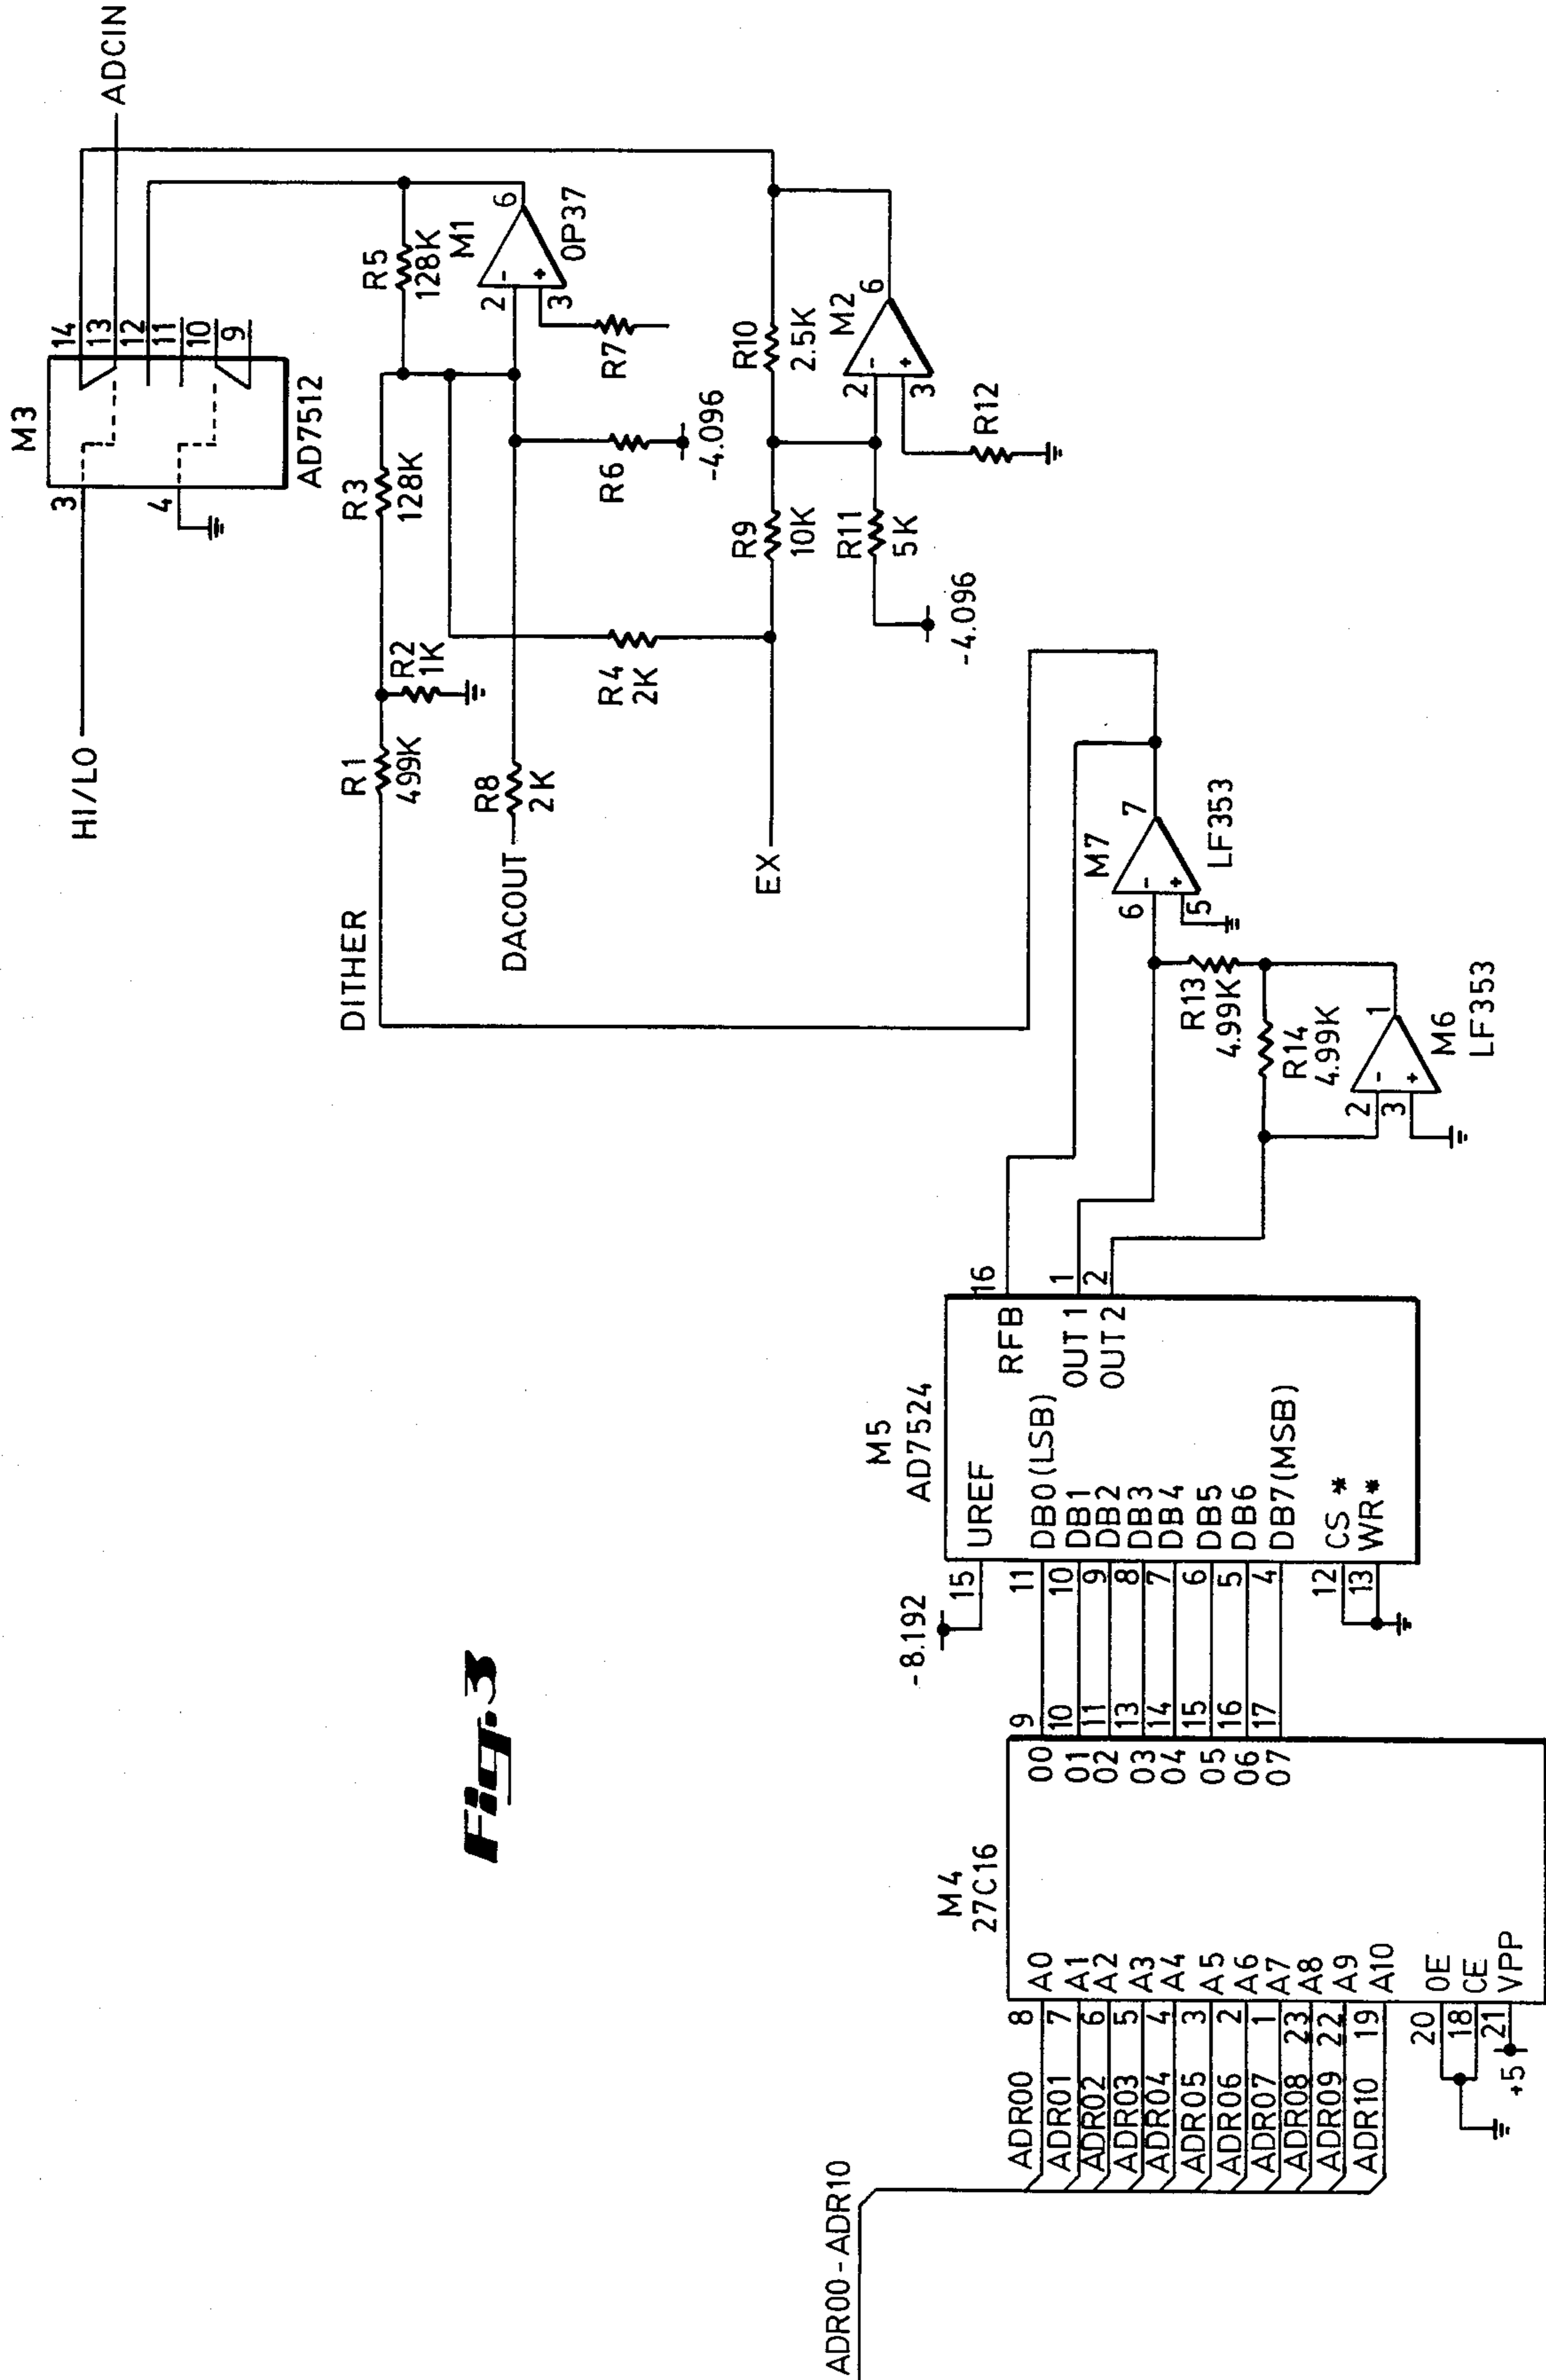 HI/LO
3
4
M3
AD7512
14
13
12
11
10
9
ADCIN
DITHER
R1
499K
R2
1K
R3
128K
R5
128K
M1
2
3
6
OP37
R7
DACOUT
R8
2K
R6
-4.096
R4
2K
EX
R9
10K
R10
2.5K
M2
2
3
6
R11
5K
R12
-4.096
Fig.3
ADR00-ADR10
ADR00
ADR01
ADR02
ADR03
ADR04
ADR05
ADR06
ADR07
ADR08
ADR09
ADR10
8
7
6
5
4
3
2
1
23
22
19
20
18
21
+5
M4
27C16
A0
A1
A2
A3
A4
A5
A6
A7
A8
A9
A10
OE
CE
VPP
00
01
02
03
04
05
06
07
9
10
11
13
14
15
16
17
-8.192
15
11
10
9
8
7
6
5
4
12
13
M5
AD7524
UREF
DB0(LSB)
DB1
DB2
DB3
DB4
DB5
DB6
DB7(MSB)
CS*
WR*
RFB
OUT1
OUT2
16
1
2
M7
6
5
7
LF353
R13
4.99K
R14
4.99K
2
3
1
M6
LF353